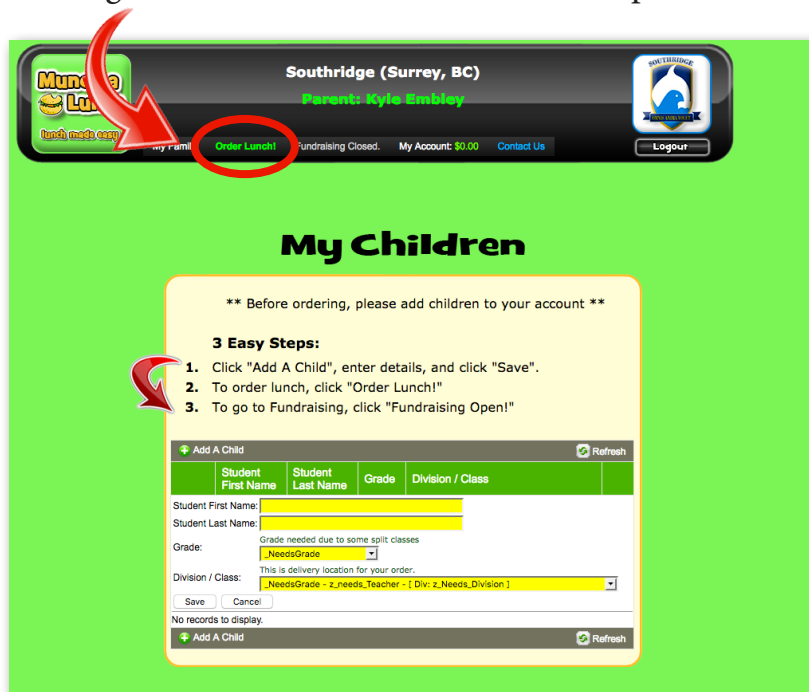 Southridge (Surrey, BC)
Parent: Kyle Embley
lunch made easy
Order Lunch!
Fundraising Closed.
My Account: $0.00
Contact Us
SOUTHRIDGE
Logout
My Children
** Before ordering, please add children to your account **
3 Easy Steps:
1. Click "Add A Child", enter details, and click "Save".
2. To order lunch, click "Order Lunch!"
3. To go to Fundraising, click "Fundraising Open!"
Add A Child Refresh
Student First Name Student Last Name Grade Division / Class
Student First Name:
Student Last Name:
Grade needed due to some split classes
Grade: _NeedsGrade
This is delivery location for your order.
Division / Class: _NeedsGrade - z_needs_Teacher - [ Div: z_Needs_Division ]
Save Cancel
No records to display.
Add A Child Refresh